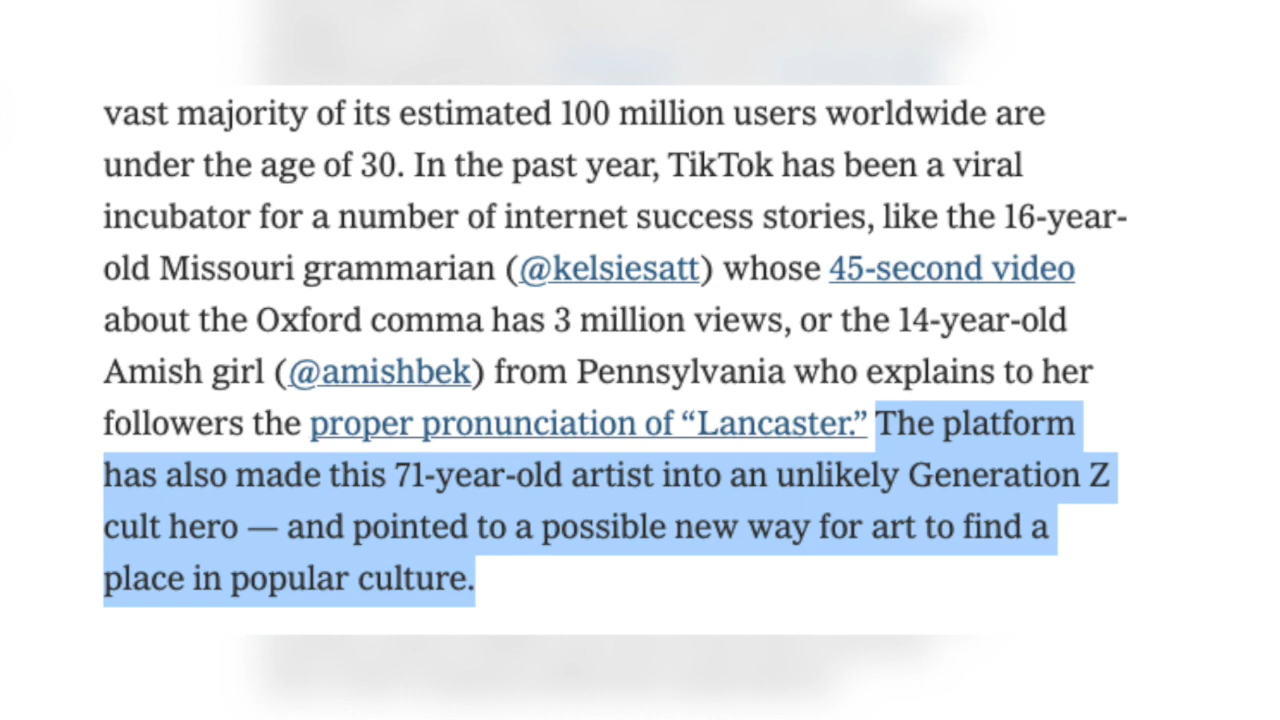 vast majority of its estimated 100 million users worldwide are
under the age of 30. In the past year, TikTok has been a viral
incubator for a number of internet success stories, like the 16-year-
old Missouri grammarian (@kelsiesatt) whose 45-second video
about the Oxford comma has 3 million views, or the 14-year-old
Amish girl (@amishbek) from Pennsylvania who explains to her
followers the proper pronunciation of “Lancaster.” The platform
has also made this 71-year-old artist into an unlikely Generation Z
cult hero — and pointed to a possible new way for art to find a
place in popular culture.